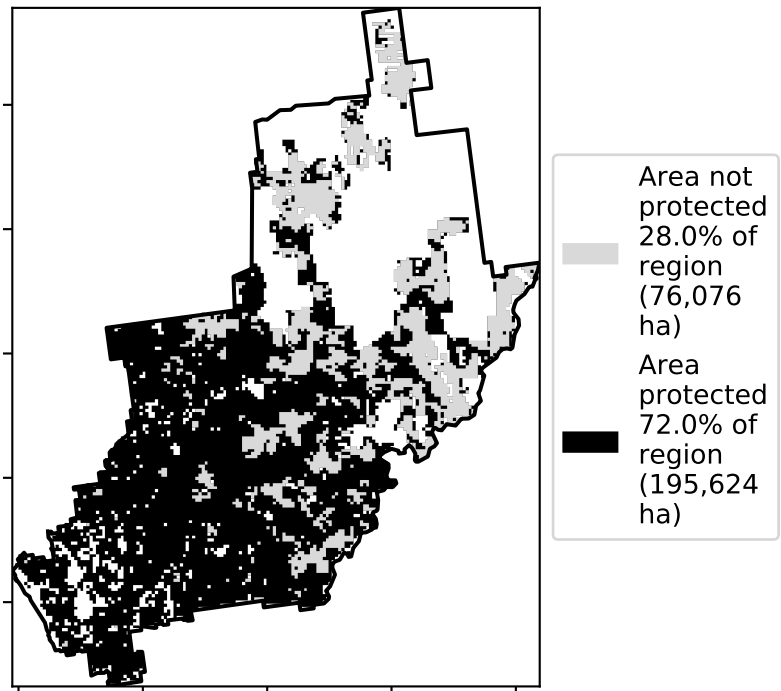 Area not
protected
28.0% of
region
(76,076
ha)
Area
protected
72.0% of
region
(195,624
ha)